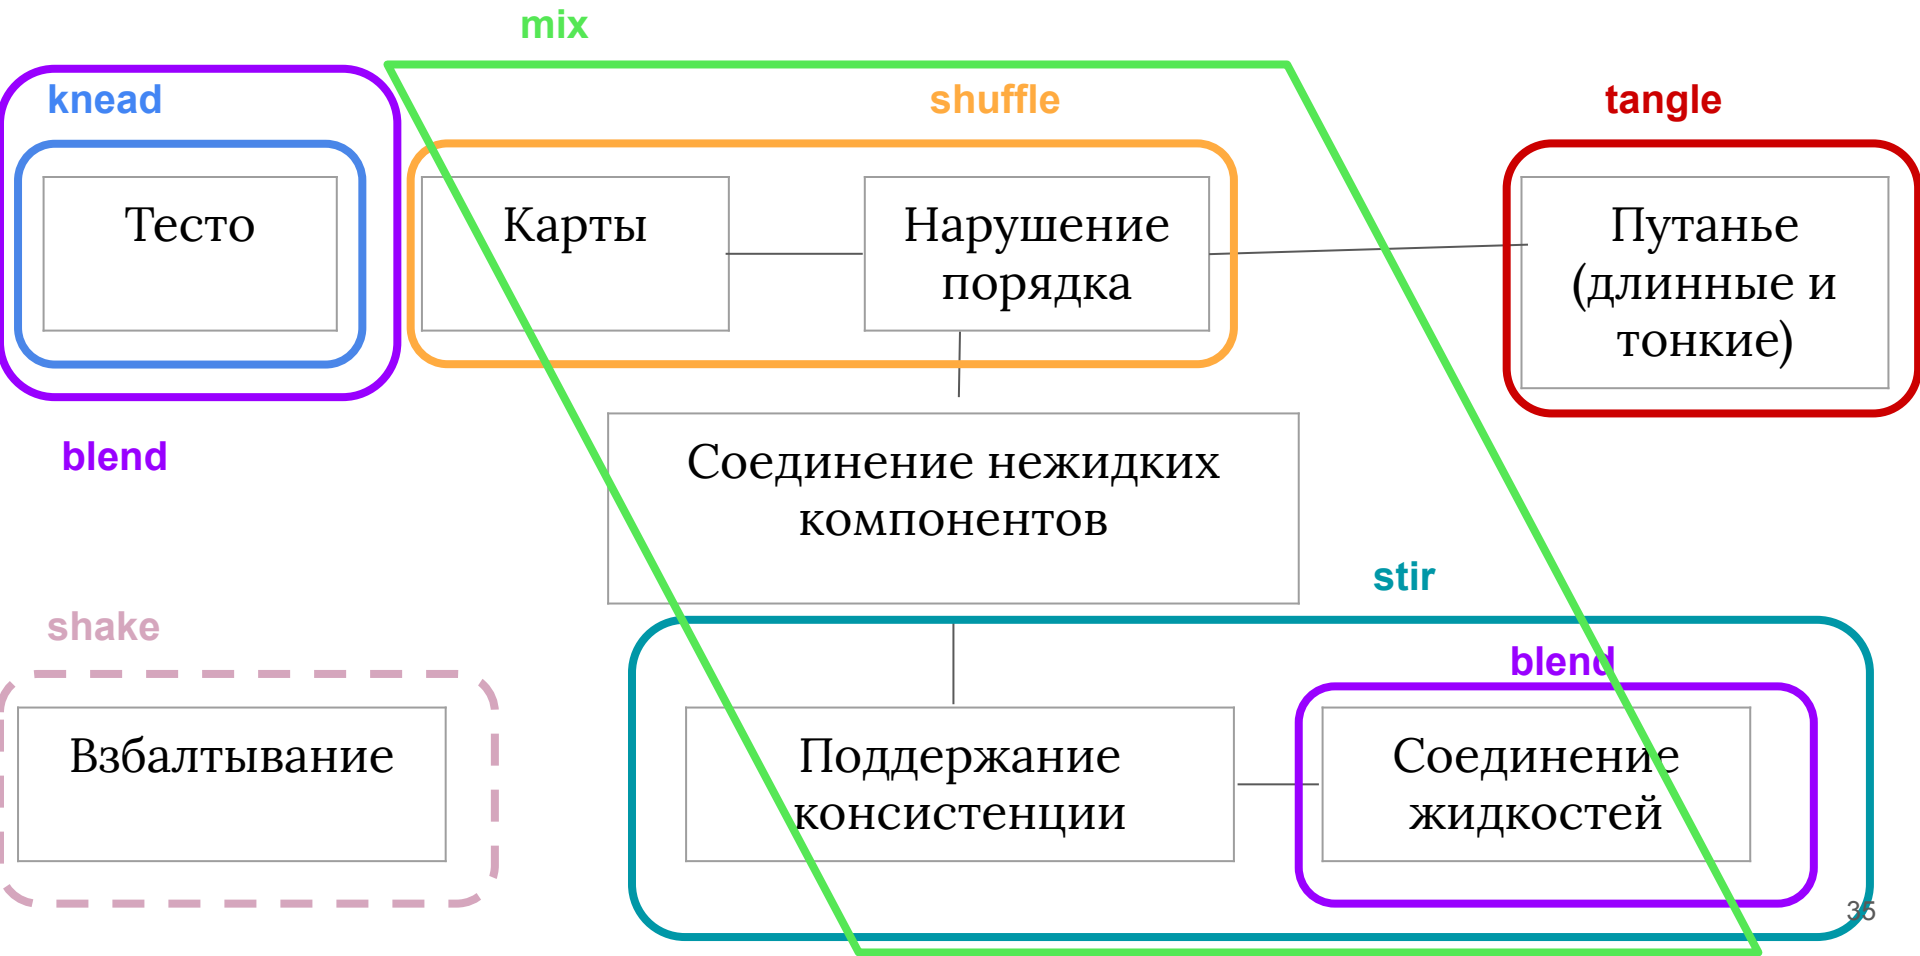 mix
knead
shuffle
tangle
Тесто
Карты
Нарушение
порядка
Путанье
(длинные и
тонкие)
blend
Соединение нежидких
компонентов
stir
shake
blend
Взбалтывание
Поддержание
консистенции
Соединение
жидкостей
35